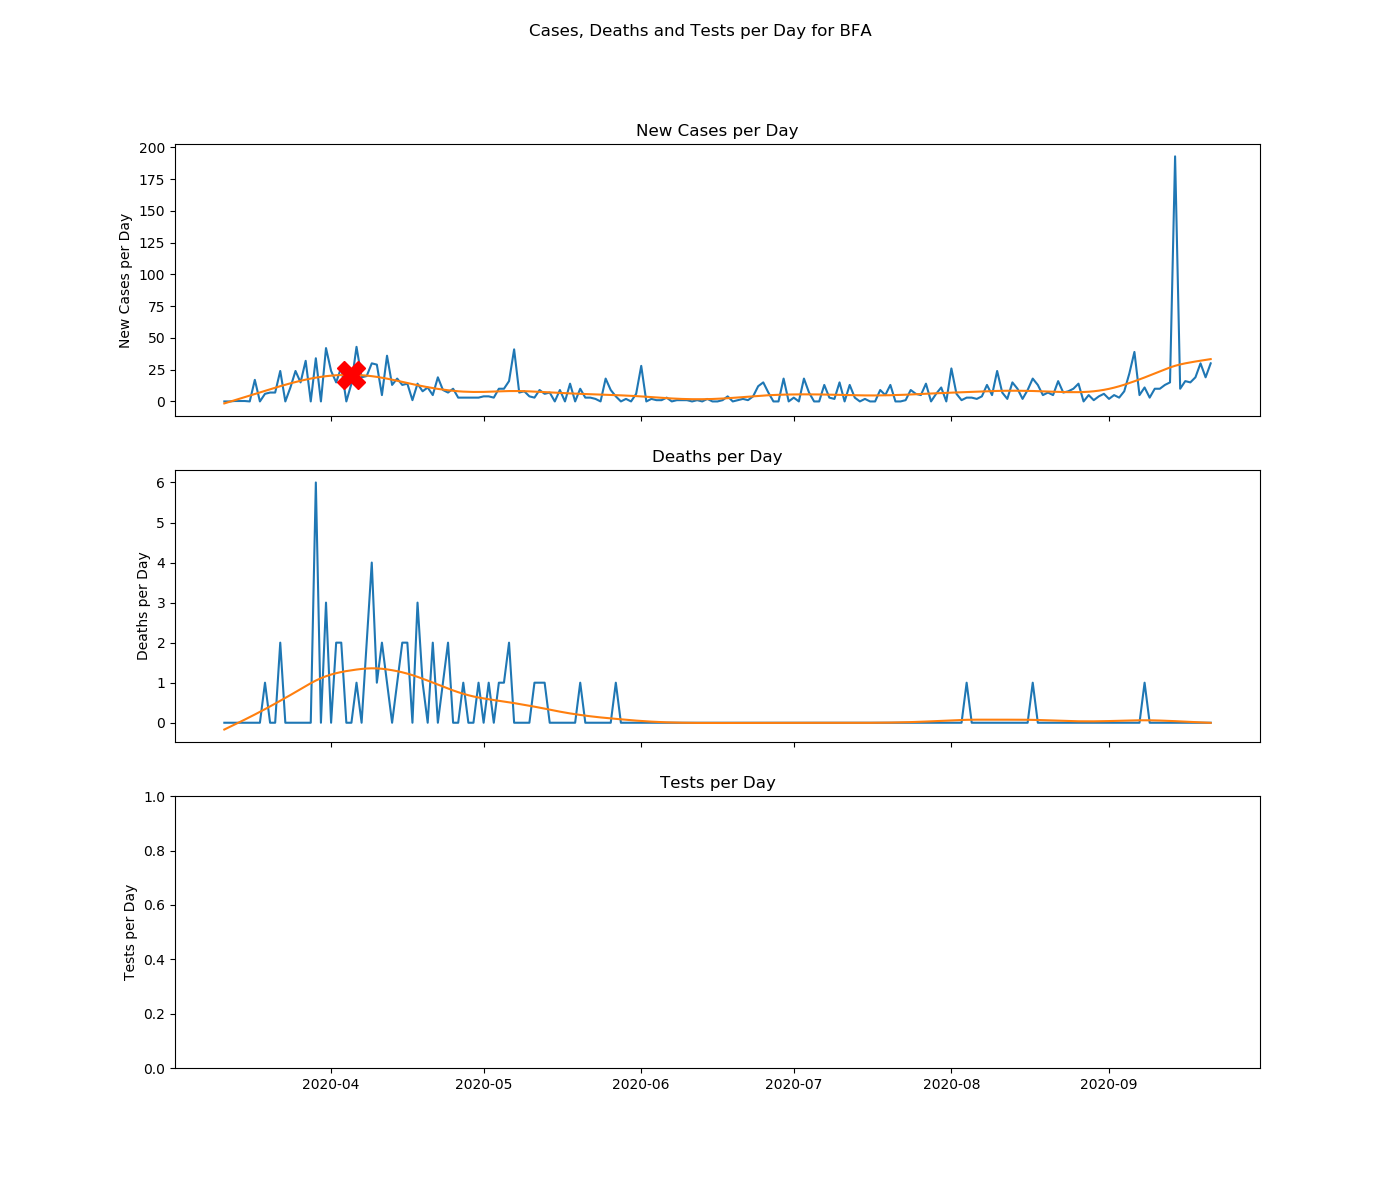 Cases, Deaths and Tests per Day for BFA
New Cases per Day
New Cases per Day
200
175
150
125
100
75
50
25
0
Deaths per Day
Deaths per Day
6
5
4
3
2
1
0
Tests per Day
Tests per Day
1.0
0.8
0.6
0.4
0.2
0.0
2020-04 2020-05 2020-06 2020-07 2020-08 2020-09